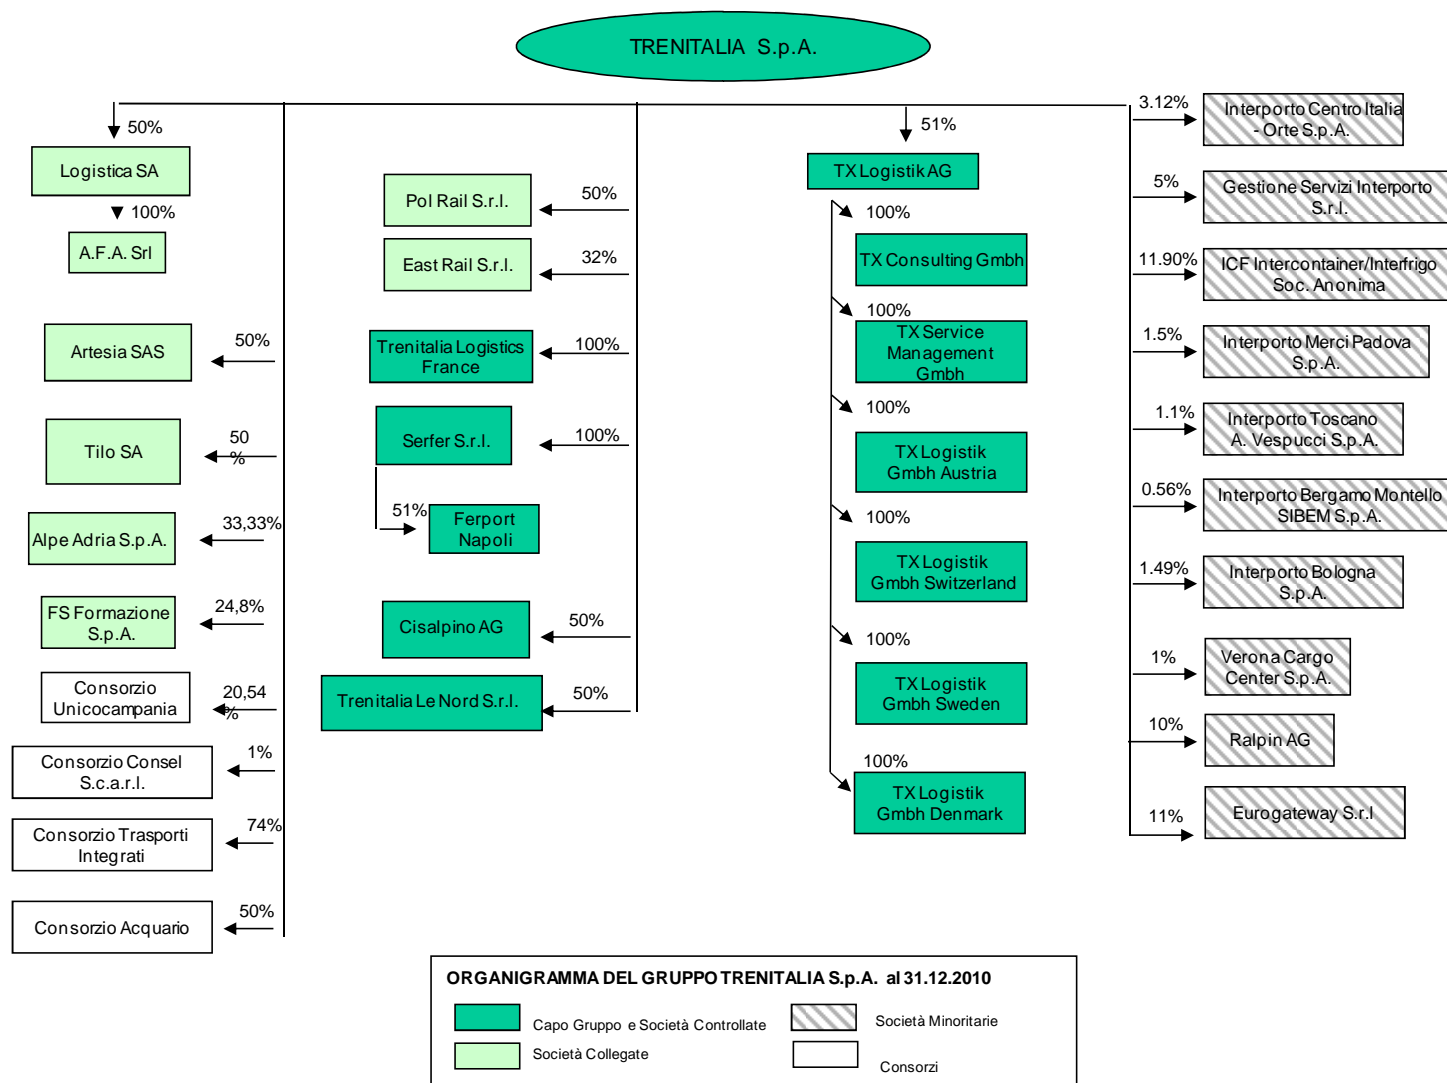 TRENITALIA S.p.A.
50%
Logistica SA
100%
A.F.A. Srl
Artesia SAS
50%
Tilo SA
50
%
Alpe Adria S.p.A.
33,33%
FS Formazione
S.p.A.
24,8%
Consorzio
Unicocampania
20,54
%
Consorzio Consel
S.c.a.r.l.
1%
Consorzio Trasporti
Integrati
74%
Consorzio Acquario
50%
Pol Rail S.r.l.
50%
East Rail S.r.l.
32%
Trenitalia Logistics
France
100%
Serfer S.r.l.
100%
51%
Ferport
Napoli
Cisalpino AG
50%
Trenitalia Le Nord S.r.l.
50%
51%
TX Logistik AG
100%
TX Consulting Gmbh
100%
TX Service
Management
Gmbh
100%
TX Logistik
Gmbh Austria
100%
TX Logistik
Gmbh Switzerland
100%
TX Logistik
Gmbh Sweden
100%
TX Logistik
Gmbh Denmark
3.12%
Interporto Centro Italia
- Orte S.p.A.
5%
Gestione Servizi Interporto
S.r.l.
11.90%
ICF Intercontainer/Interfrigo
Soc. Anonima
1.5%
Interporto Merci Padova
S.p.A.
1.1%
Interporto Toscano
A. Vespucci S.p.A.
0.56%
Interporto Bergamo Montello
SIBEM S.p.A.
1.49%
Interporto Bologna
S.p.A.
1%
Verona Cargo
Center S.p.A.
10%
Ralpin AG
11%
Eurogateway S.r.l
ORGANIGRAMMA DEL GRUPPO TRENITALIA S.p.A. al 31.12.2010
Capo Gruppo e Società Controllate
Società Minoritarie
Società Collegate
Consorzi